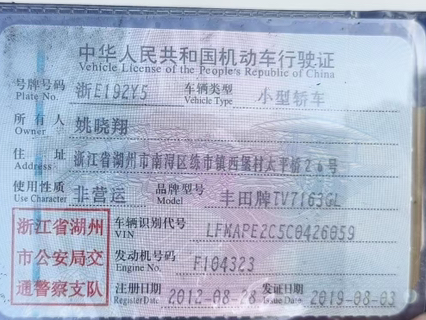 中华人民共和国机动车行驶证
Vehicle License of the People's Republic of China
号牌号码 浙E192Y5 车辆类型 小型轿车
Plate No. Vehicle Type
所有人 姚晓翔
Owner
住址 浙江省湖州市南浔区练市镇西堡村太平桥26号
Address
使用性质 非营运 品牌型号 丰田牌TV7163GL
Use Character Model
浙江省湖州
市公安局交
通警察支队
车辆识别代号 LFMAPE2C5C0426059
VIN
发动机号码 F104323
Engine No.
注册日期 2012-08-28 发证日期 2019-08-03
Register Date Issue Date